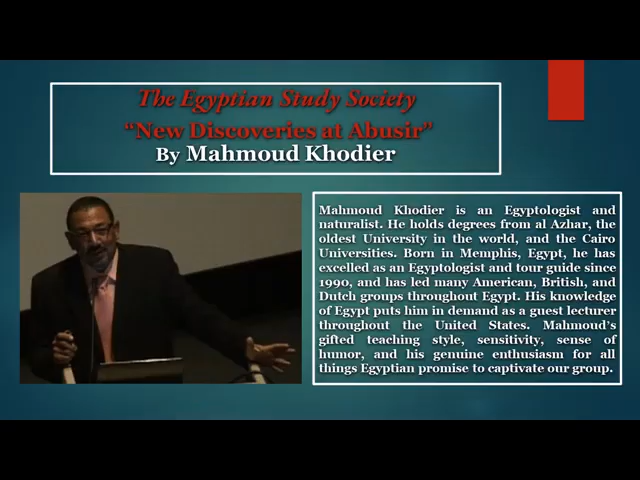 The Egyptian Study Society
“New Discoveries at Abusir”
By Mahmoud Khodier
Mahmoud Khodier is an Egyptologist and
naturalist. He holds degrees from al Azhar, the
oldest University in the world, and the Cairo
Universities. Born in Memphis, Egypt, he has
excelled as an Egyptologist and tour guide since
1990, and has led many American, British, and
Dutch groups throughout Egypt. His knowledge
of Egypt puts him in demand as a guest lecturer
throughout the United States. Mahmoud’s
gifted teaching style, sensitivity, sense of
humor, and his genuine enthusiasm for all
things Egyptian promise to captivate our group.